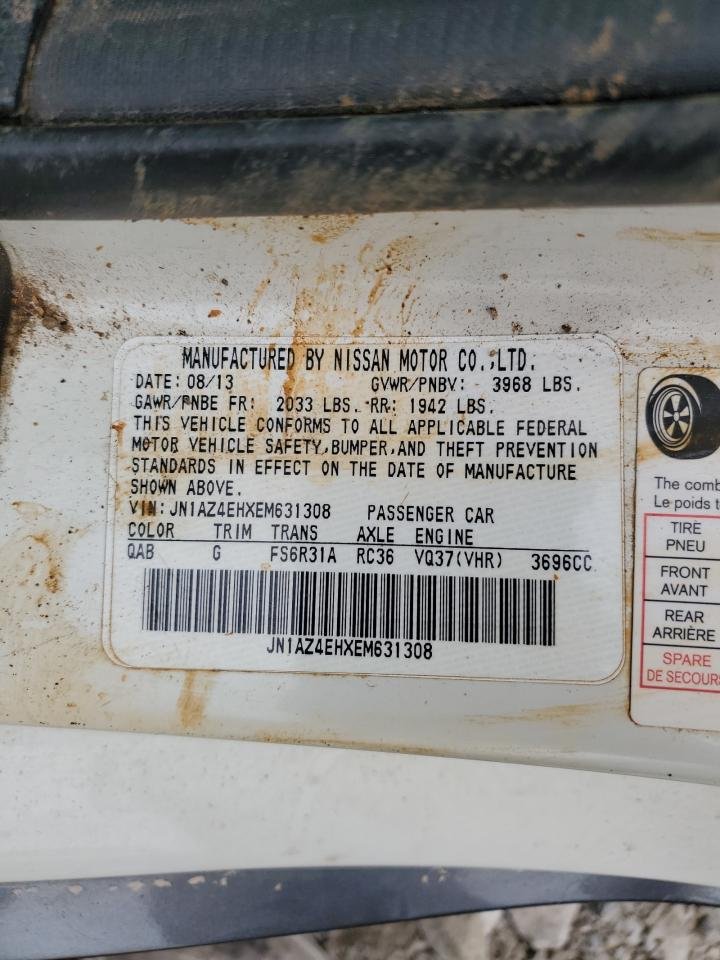 MANUFACTURED BY NISSAN MOTOR CO.,LTD.
DATE: 08/13 GVWR/PNBV: 3968 LBS.
GAWR/PNBE FR: 2033 LBS. RR: 1942 LBS.
THIS VEHICLE CONFORMS TO ALL APPLICABLE FEDERAL
MOTOR VEHICLE SAFETY,BUMPER,AND THEFT PREVENTION
STANDARDS IN EFFECT ON THE DATE OF MANUFACTURE
SHOWN ABOVE.
VIN:JN1AZ4EHXEM631308 PASSENGER CAR
COLOR TRIM TRANS AXLE ENGINE
QAB G FS6R31A RC36 VQ37(VHR) 3696CC
JN1AZ4EHXEM631308
The comb
Le poids t
TIRE
PNEU
FRONT
AVANT
REAR
ARRIÈRE
SPARE
DE SECOURS